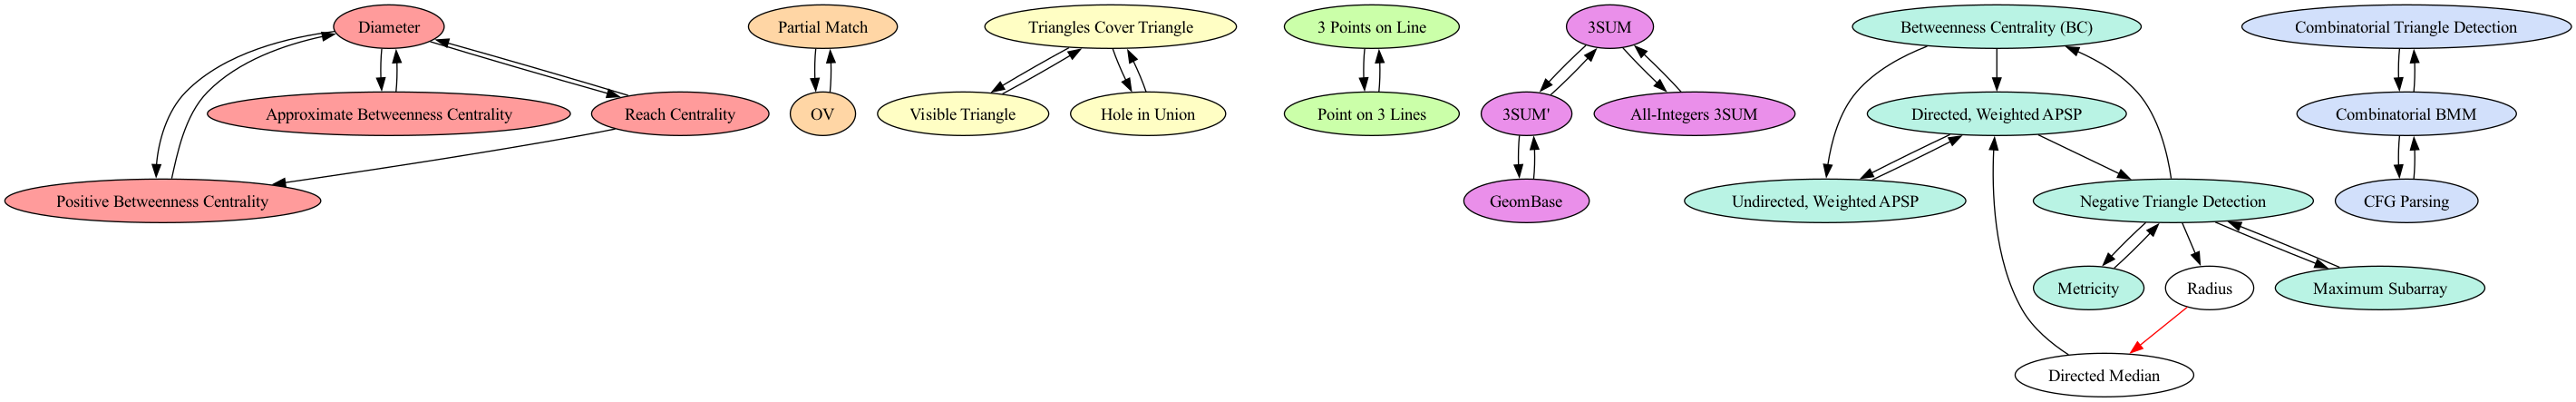 Diameter
Partial Match
Triangles Cover Triangle
3 Points on Line
3SUM
Betweenness Centrality (BC)
Combinatorial Triangle Detection
Approximate Betweenness Centrality
Reach Centrality
OV
Visible Triangle
Hole in Union
Point on 3 Lines
3SUM'
All-Integers 3SUM
Directed, Weighted APSP
Combinatorial BMM
Positive Betweenness Centrality
GeomBase
Undirected, Weighted APSP
Negative Triangle Detection
CFG Parsing
Metricity
Radius
Maximum Subarray
Directed Median